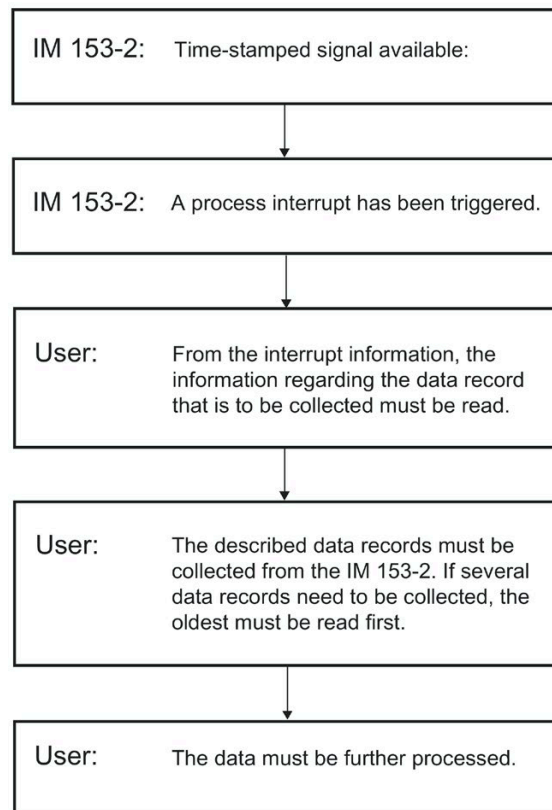 IM 153-2: Time-stamped signal available:
IM 153-2: A process interrupt has been triggered.
User: From the interrupt information, the
information regarding the data record
that is to be collected must be read.
User: The described data records must be
collected from the IM 153-2. If several
data records need to be collected, the
oldest must be read first.
User: The data must be further processed.